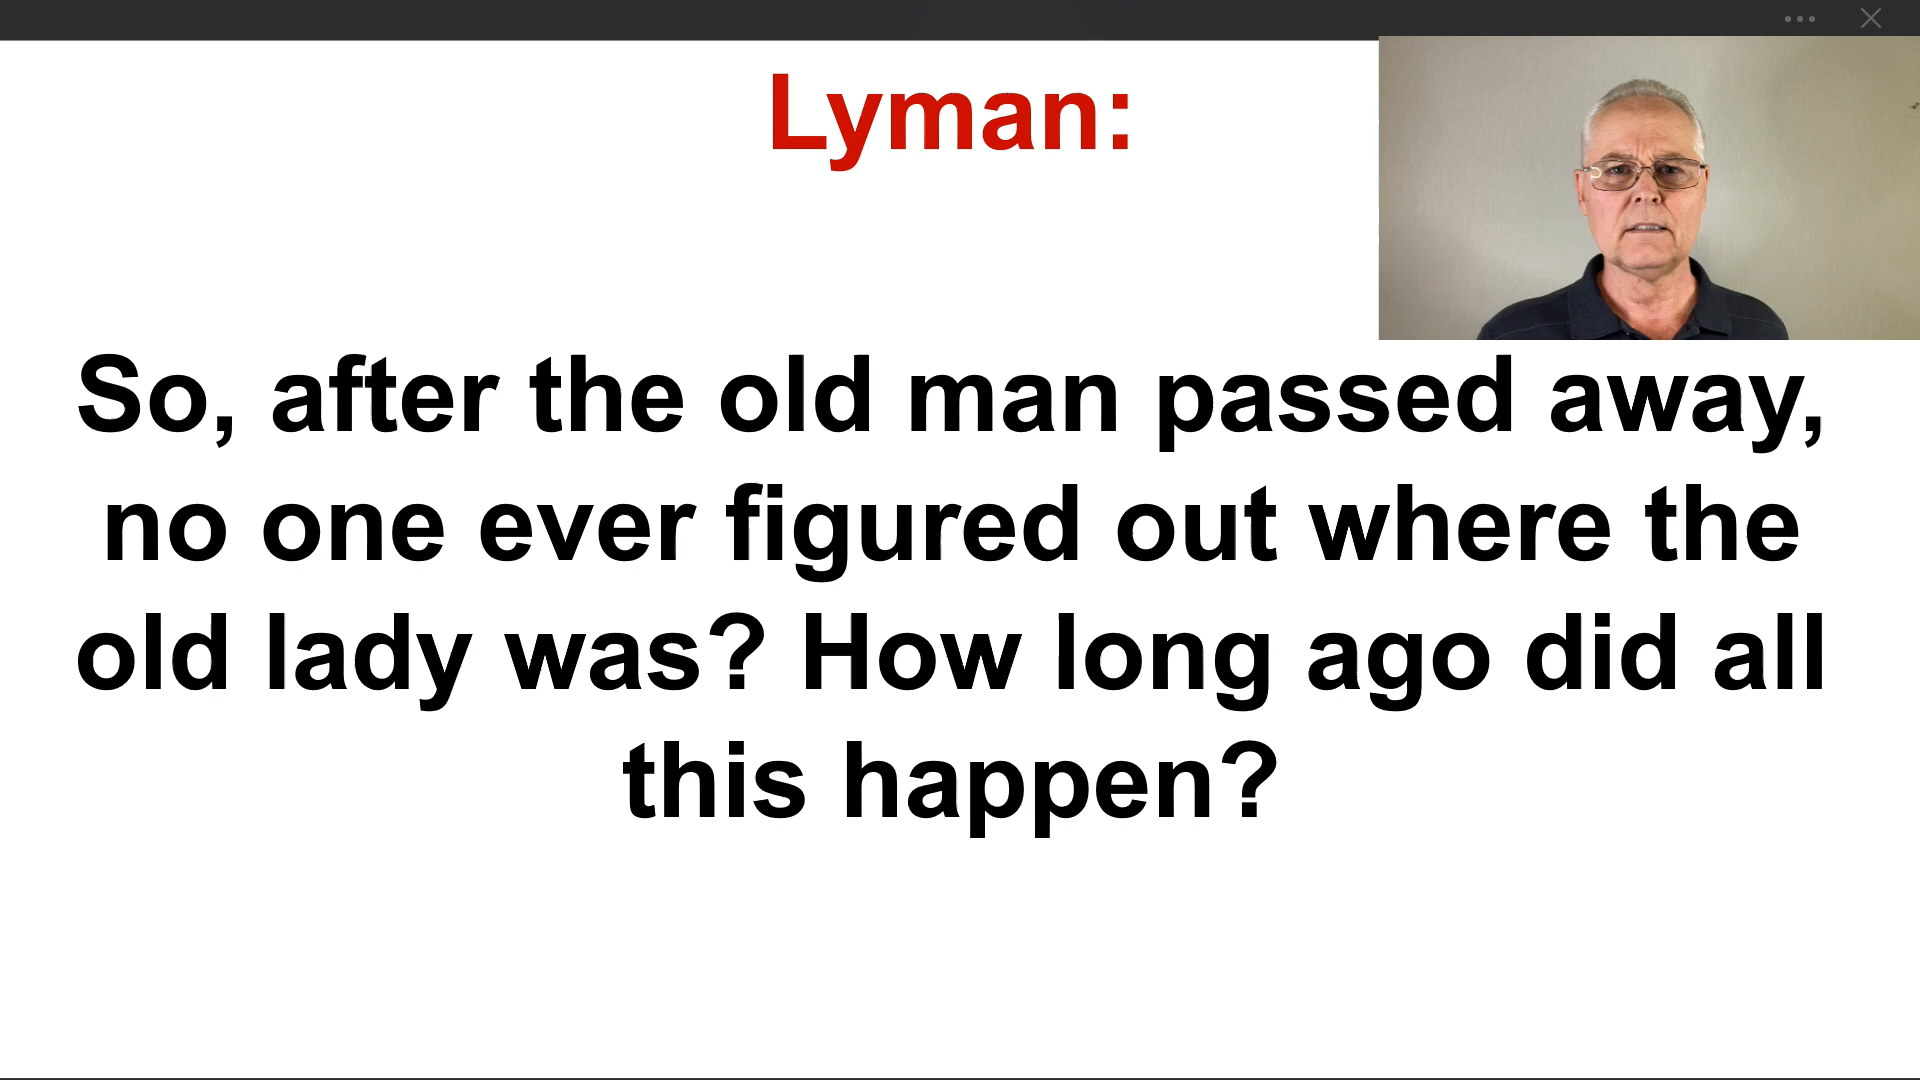 Lyman:
So, after the old man passed away,
no one ever figured out where the
old lady was? How long ago did all
this happen?